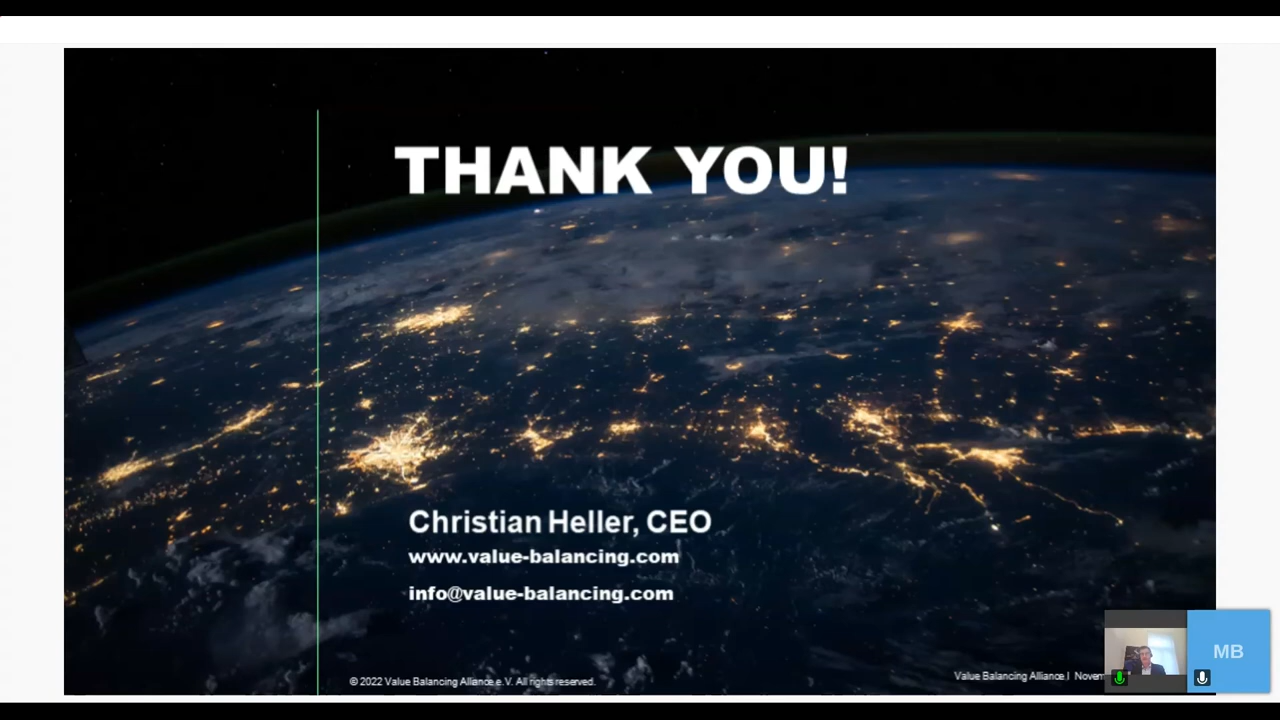 THANK YOU!
Christian Heller, CEO
www.value-balancing.com
info@value-balancing.com
© 2022 Value Balancing Alliance e.V. All rights reserved.
Value Balancing Alliance I Novem
MB